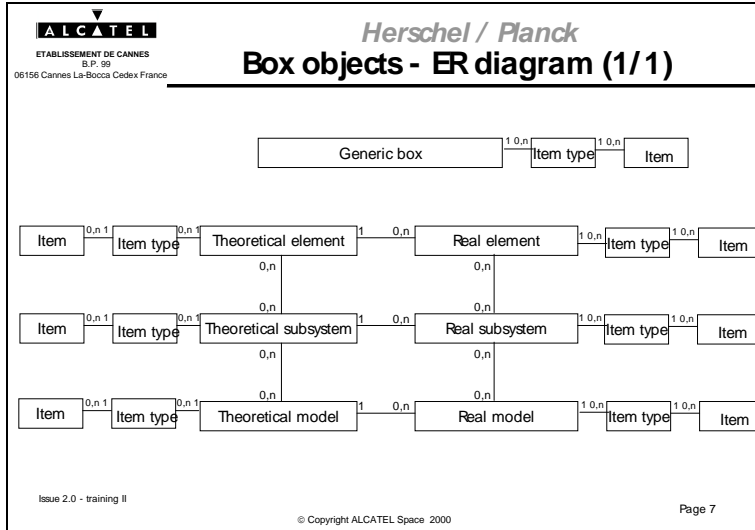 ALCATEL
ETABLISSEMENT DE CANNES
B.P. 99
06156 Cannes La-Bocca Cedex France
Herschel / Planck
Box objects - ER diagram (1/1)
Generic box 1 0,n Item type 1 0,n Item
Item 0,n 1 Item type 0,n 1 Theoretical element 1 0,n Real element 1 0,n Item type 1 0,n Item
0,n 0,n
0,n 0,n
Item 0,n 1 Item type 0,n 1 Theoretical subsystem 1 0,n Real subsystem 1 0,n Item type 1 0,n Item
0,n 0,n
0,n 0,n
Item 0,n 1 Item type 0,n 1 Theoretical model 1 0,n Real model 1 0,n Item type 1 0,n Item
Issue 2.0 - training II
© Copyright ALCATEL Space 2000
Page 7